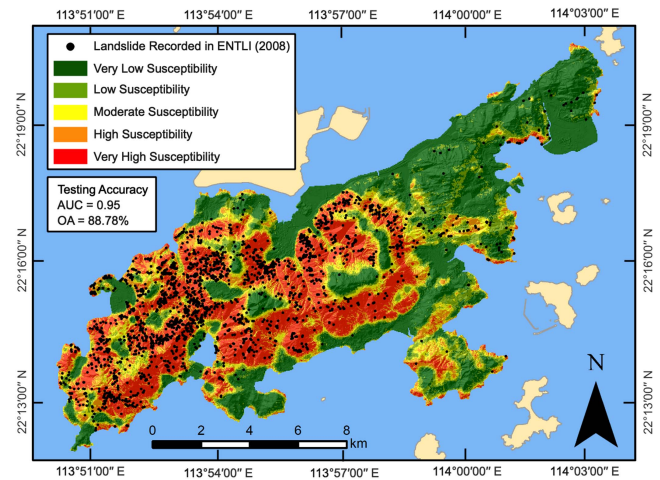 113°51'00" E 113°54'00" E 113°57'00" E 114°00'00" E 114°03'00" E
Landslide Recorded in ENTLI (2008)
Very Low Susceptibility
Low Susceptibility
Moderate Susceptibility
High Susceptibility
Very High Susceptibility
Testing Accuracy
AUC = 0.95
OA = 88.78%
22°19'00" N
22°19'00" N
22°16'00" N
22°16'00" N
22°13'00" N
22°13'00" N
N
0 2 4 6 8
km
113°51'00" E 113°54'00" E 113°57'00" E 114°00'00" E 114°03'00" E